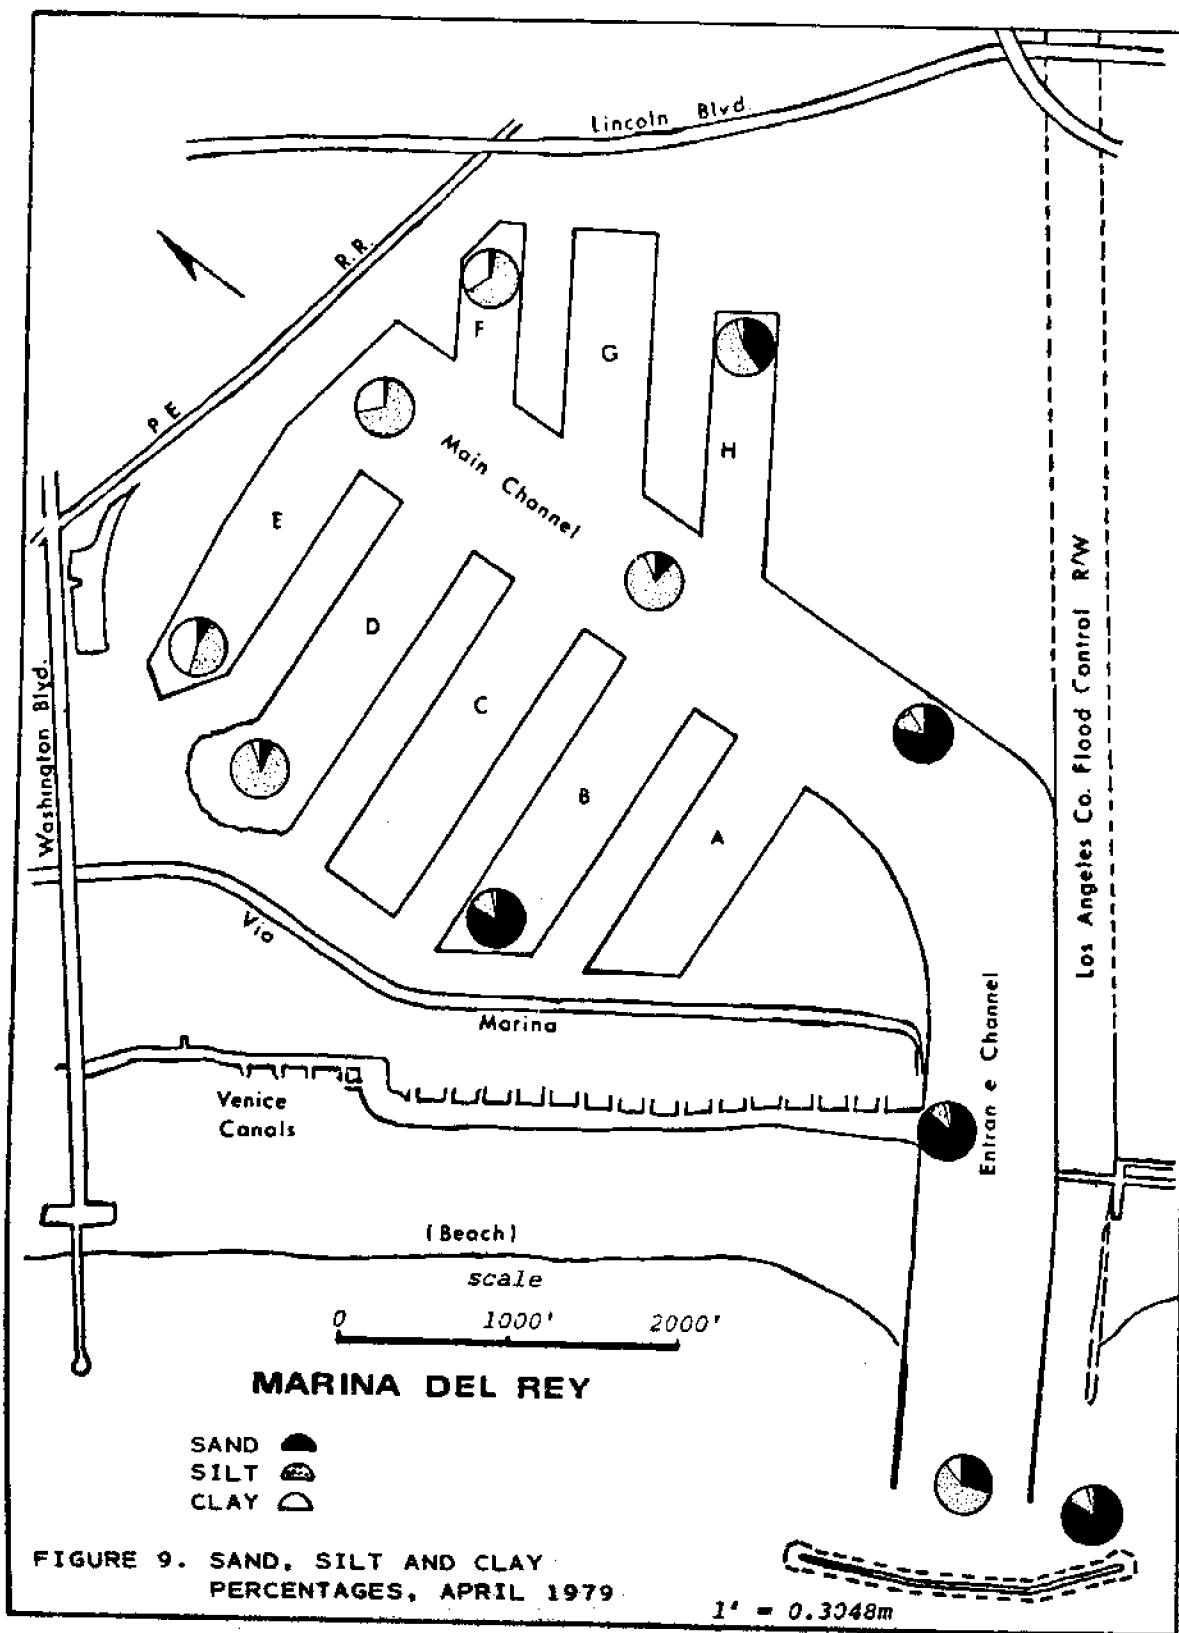 Lincoln Blvd.
P.E. R.R.
F
G
H
Main Channel
E
D
C
B
A
Washington Blvd.
Los Angeles Co. Flood Control R/W
Via
Marina
Entran e Channel
Venice
Canals
(Beach)
scale
0 1000' 2000'
MARINA DEL REY
SAND
SILT
CLAY
FIGURE 9. SAND, SILT AND CLAY
PERCENTAGES, APRIL 1979
1' = 0.3048m